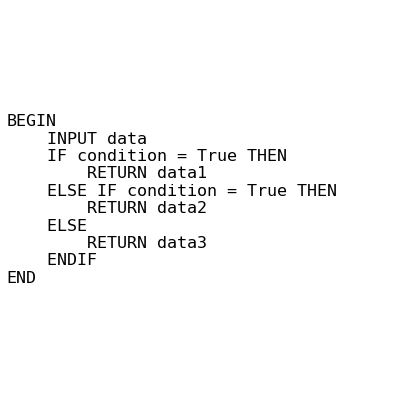 BEGIN
    INPUT data
    IF condition = True THEN
        RETURN data1
    ELSE IF condition = True THEN
        RETURN data2
    ELSE
        RETURN data3
    ENDIF
END